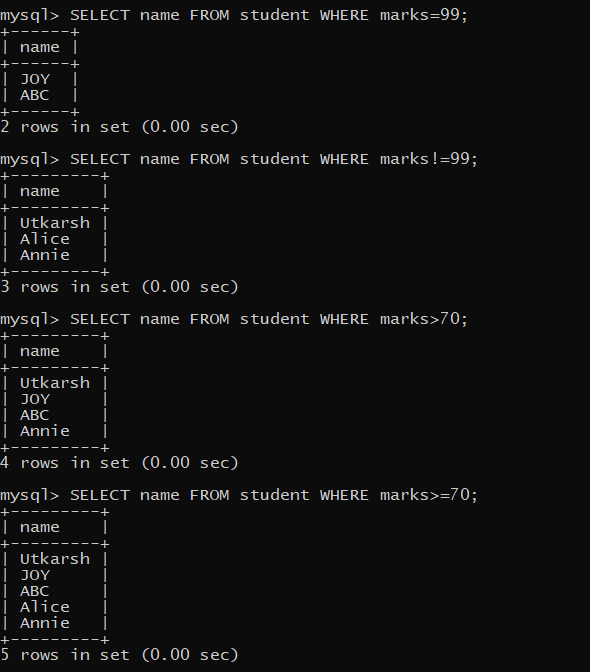 mysql> SELECT name FROM student WHERE marks=99;
+------+
| name |
+------+
| JOY  |
| ABC  |
+------+
2 rows in set (0.00 sec)

mysql> SELECT name FROM student WHERE marks!=99;
+---------+
| name    |
+---------+
| Utkarsh |
| Alice   |
| Annie   |
+---------+
3 rows in set (0.00 sec)

mysql> SELECT name FROM student WHERE marks>70;
+---------+
| name    |
+---------+
| Utkarsh |
| JOY     |
| ABC     |
| Annie   |
+---------+
4 rows in set (0.00 sec)

mysql> SELECT name FROM student WHERE marks>=70;
+---------+
| name    |
+---------+
| Utkarsh |
| JOY     |
| ABC     |
| Alice   |
| Annie   |
+---------+
5 rows in set (0.00 sec)